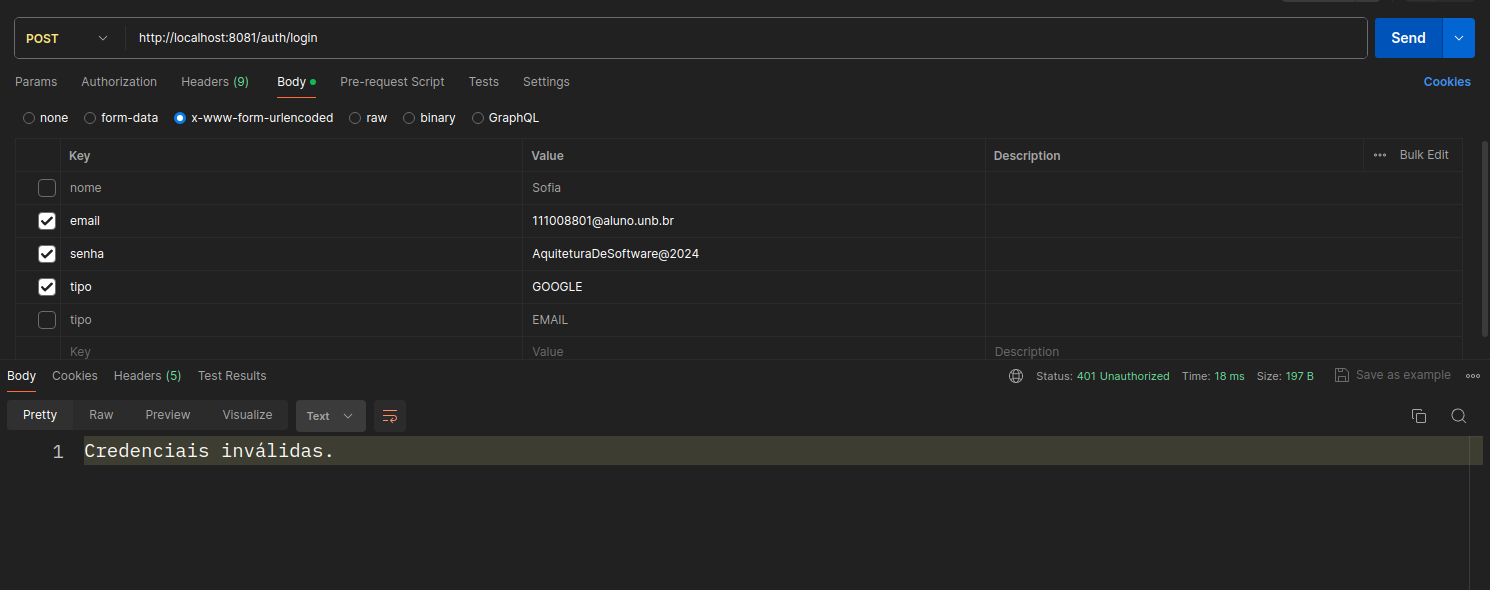 POST http://localhost:8081/auth/login Send
Params Authorization Headers (9) Body Pre-request Script Tests Settings Cookies
none form-data x-www-form-urlencoded raw binary GraphQL
Key Value Description Bulk Edit
nome Sofia
email 111008801@aluno.unb.br
senha AquiteturaDeSoftware@2024
tipo GOOGLE
tipo EMAIL
Key Value Description
Body Cookies Headers (5) Test Results Status: 401 Unauthorized Time: 18 ms Size: 197 B Save as example
Pretty Raw Preview Visualize Text
1 Credenciais inválidas.